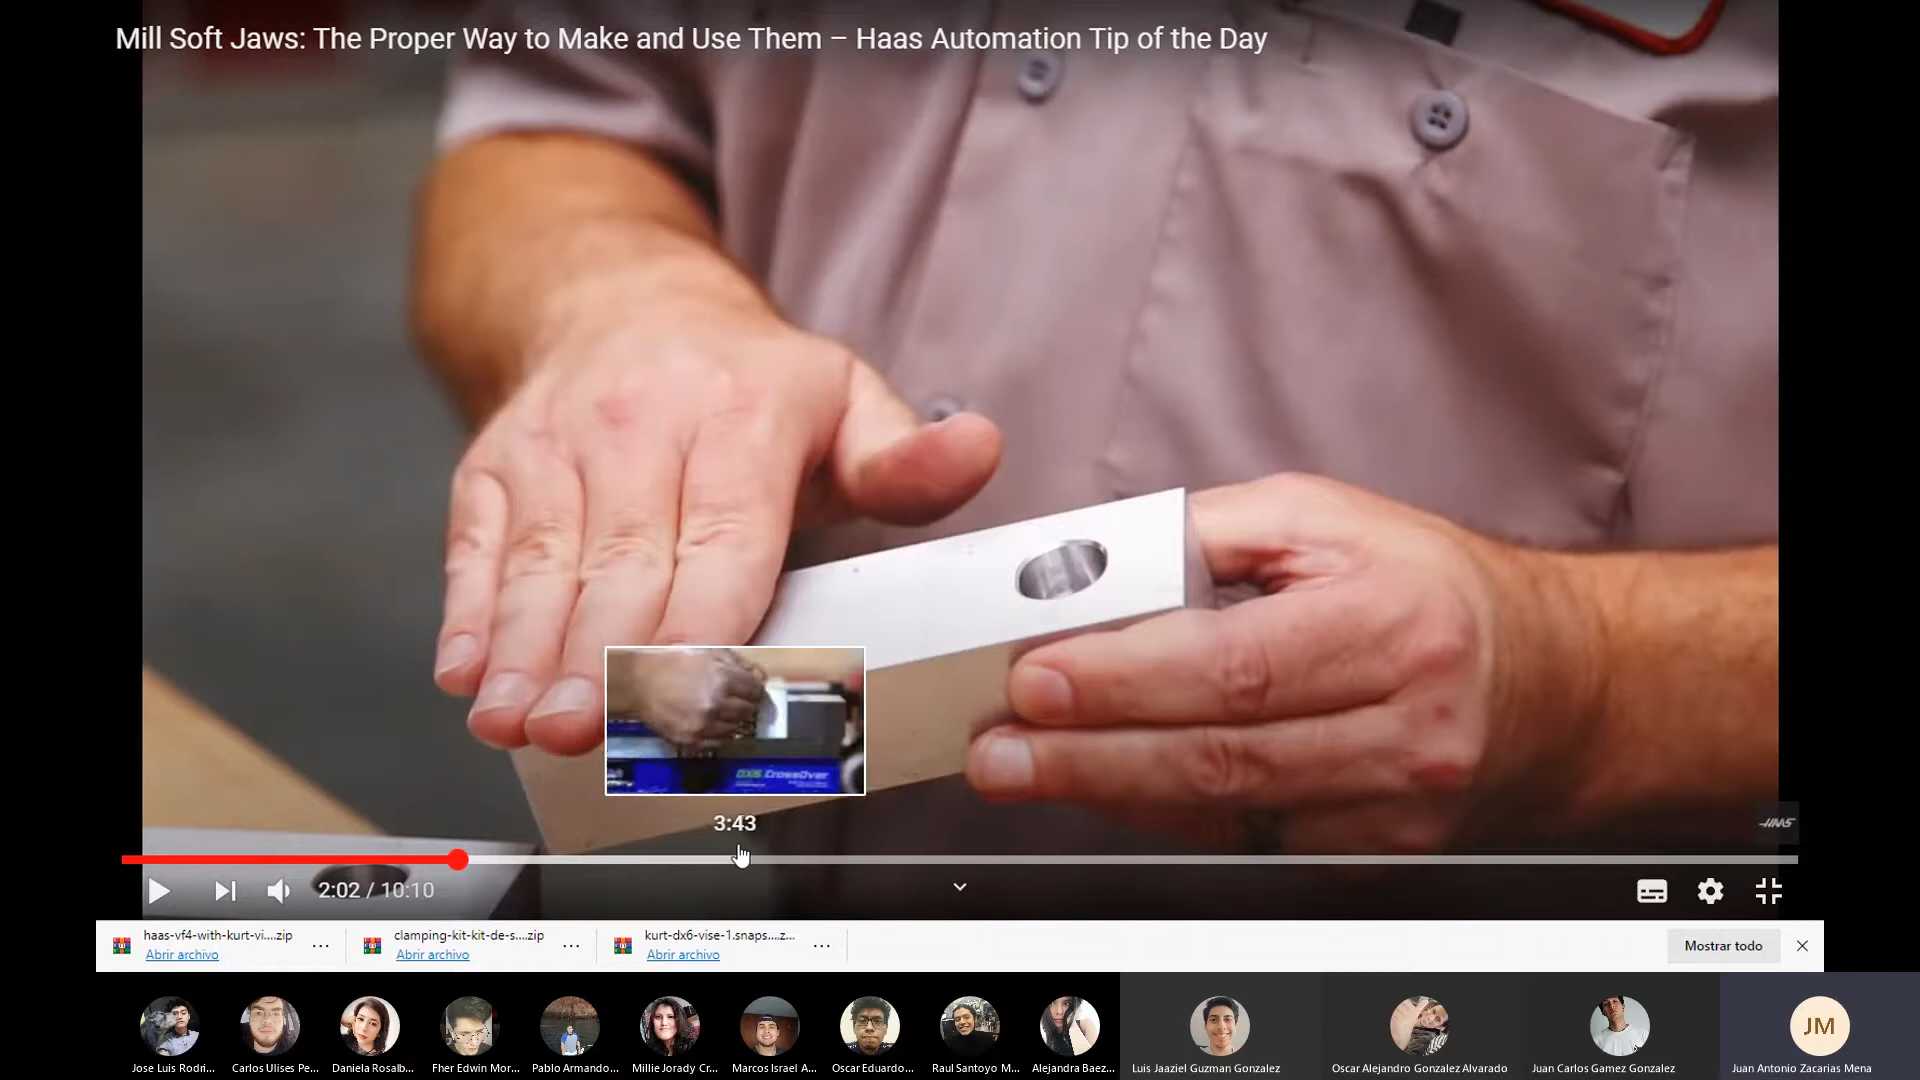 Mill Soft Jaws: The Proper Way to Make and Use Them – Haas Automation Tip of the Day
DX6 CrossOver
3:43
HAAS
2:02 / 10:10
haas-vf4-with-kurt-vi....zip
Abrir archivo
clamping-kit-kit-de-s....zip
Abrir archivo
kurt-dx6-vise-1.snaps....z...
Abrir archivo
Mostrar todo
JM
Jose Luis Rodri...
Carlos Ulises Pe...
Daniela Rosalb...
Fher Edwin Mor...
Pablo Armando...
Millie Jorady Cr...
Marcos Israel A...
Oscar Eduardo...
Raul Santoyo M...
Alejandra Baez...
Luis Jaaziel Guzman Gonzalez
Oscar Alejandro Gonzalez Alvarado
Juan Carlos Gamez Gonzalez
Juan Antonio Zacarias Mena